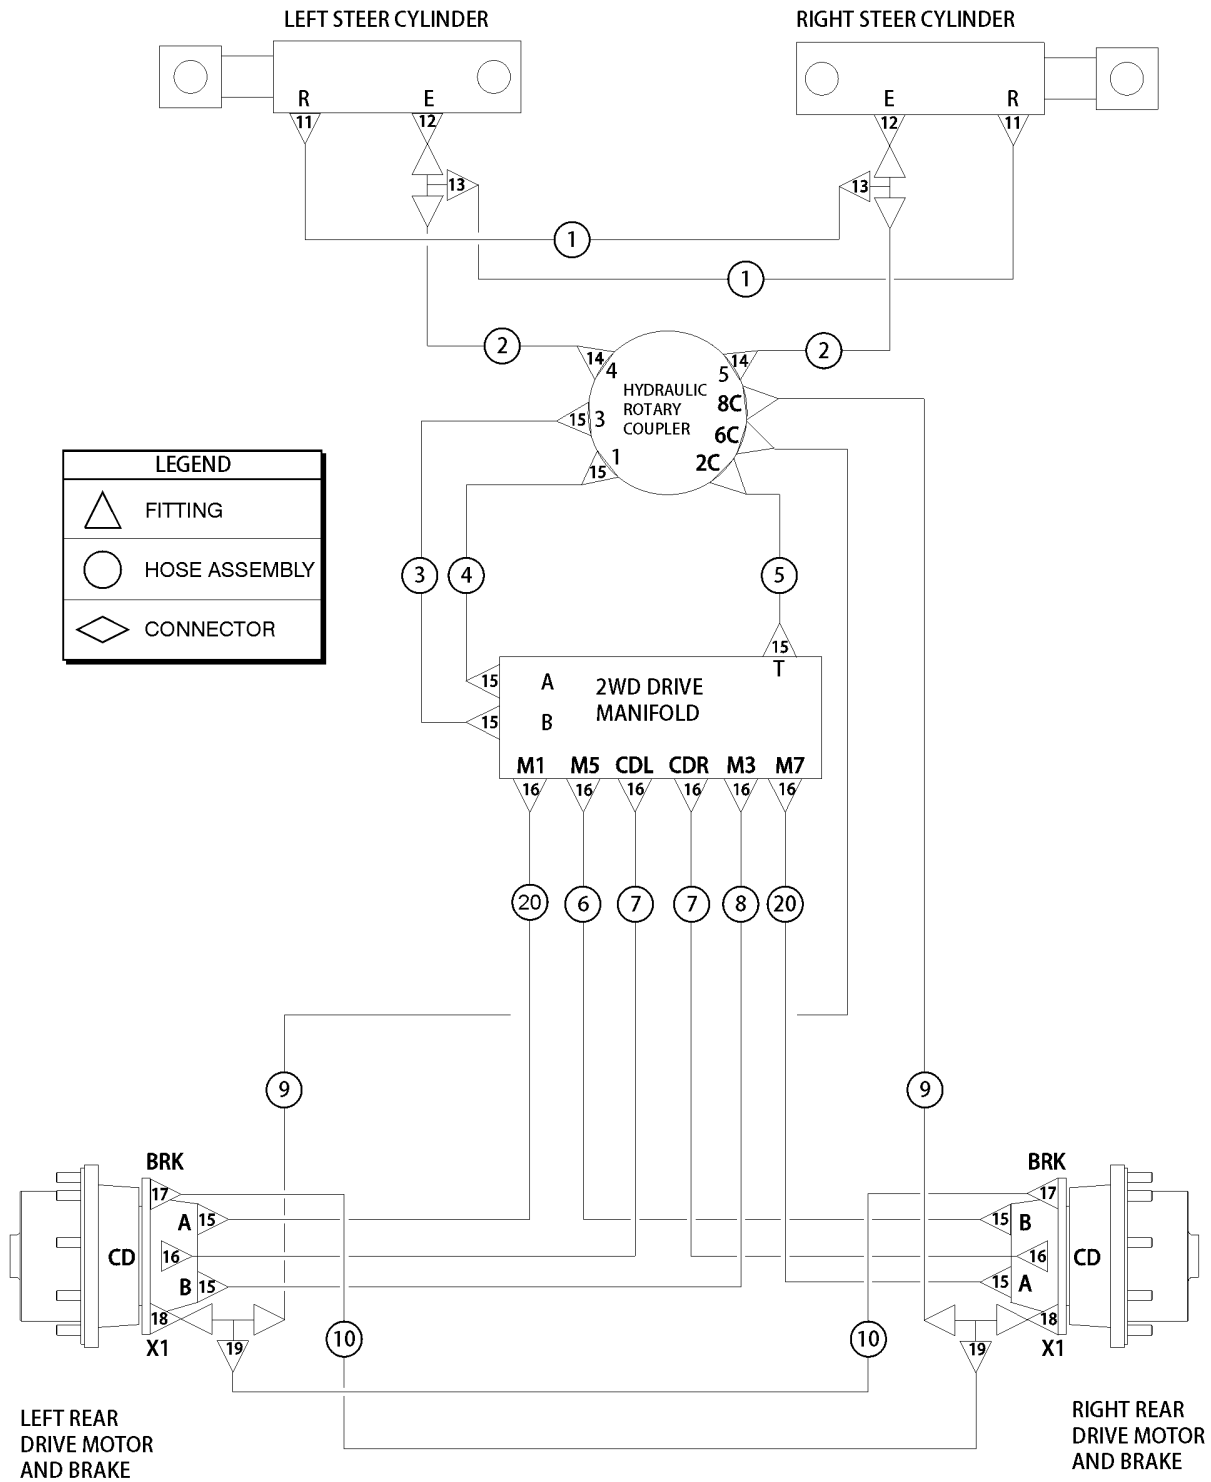 LEFT STEER CYLINDER
RIGHT STEER CYLINDER
R
E
E
R
11
12
12
11
13
13
1
1
2
2
14
4
14
5
HYDRAULIC
ROTARY
COUPLER
8C
15
3
6C
1
15
2C
LEGEND
FITTING
HOSE ASSEMBLY
CONNECTOR
3
4
5
15
T
15
A
2WD DRIVE
MANIFOLD
15
B
M1
M5
CDL
CDR
M3
M7
16
16
16
16
16
16
20
6
7
7
8
20
9
9
BRK
BRK
17
17
A
15
15
B
CD
16
16
CD
B
15
15
A
18
18
X1
19
10
10
19
X1
LEFT REAR
DRIVE MOTOR
AND BRAKE
RIGHT REAR
DRIVE MOTOR
AND BRAKE